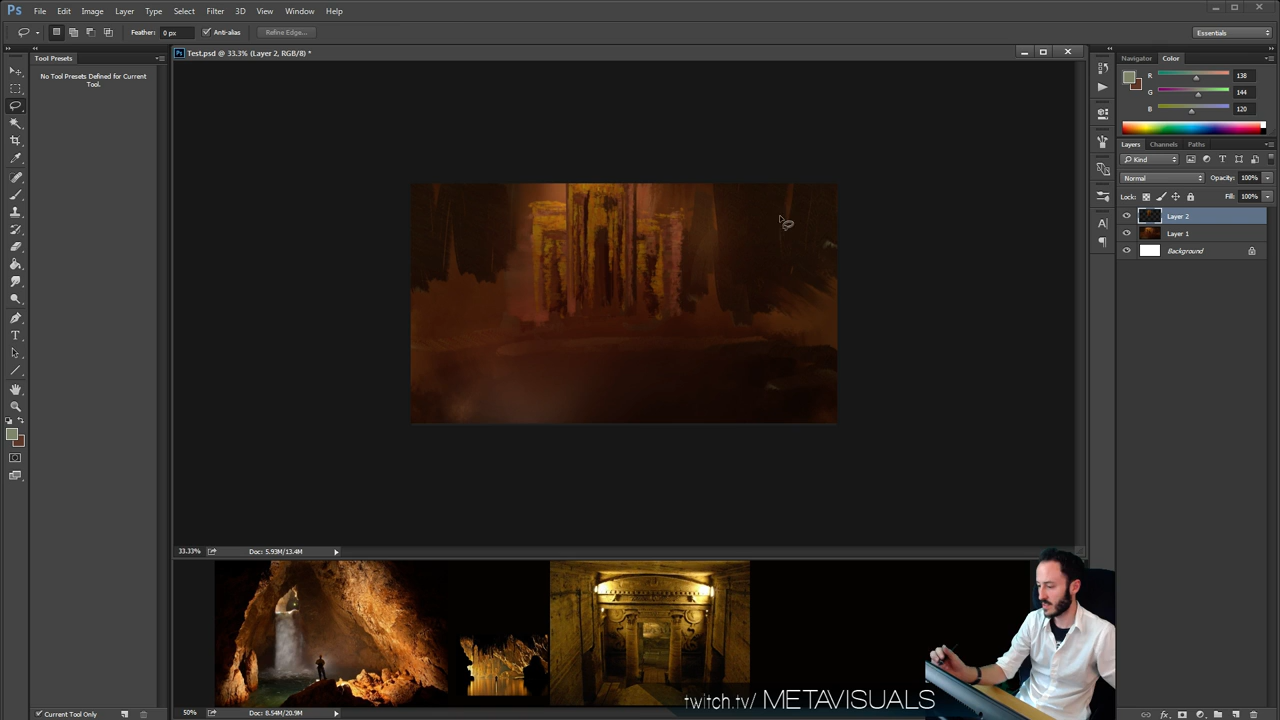 Ps File Edit Image Layer Type Select Filter 3D View Window Help
Feather: 0 px Anti-alias Refine Edge... Essentials
Tool Presets
No Tool Presets Defined for Current
Tool.
Test.psd @ 33.3% (Layer 2, RGB/8) *
Navigator Color
R 138
G 144
B 120
Layers Channels Paths
Kind
Normal Opacity: 100%
Lock: Fill: 100%
Layer 2
Layer 1
Background
33.33% Doc: 5.93M/13.4M
twitch.tv/ METAVISUALS
Current Tool Only 50% Doc: 8.54M/20.9M